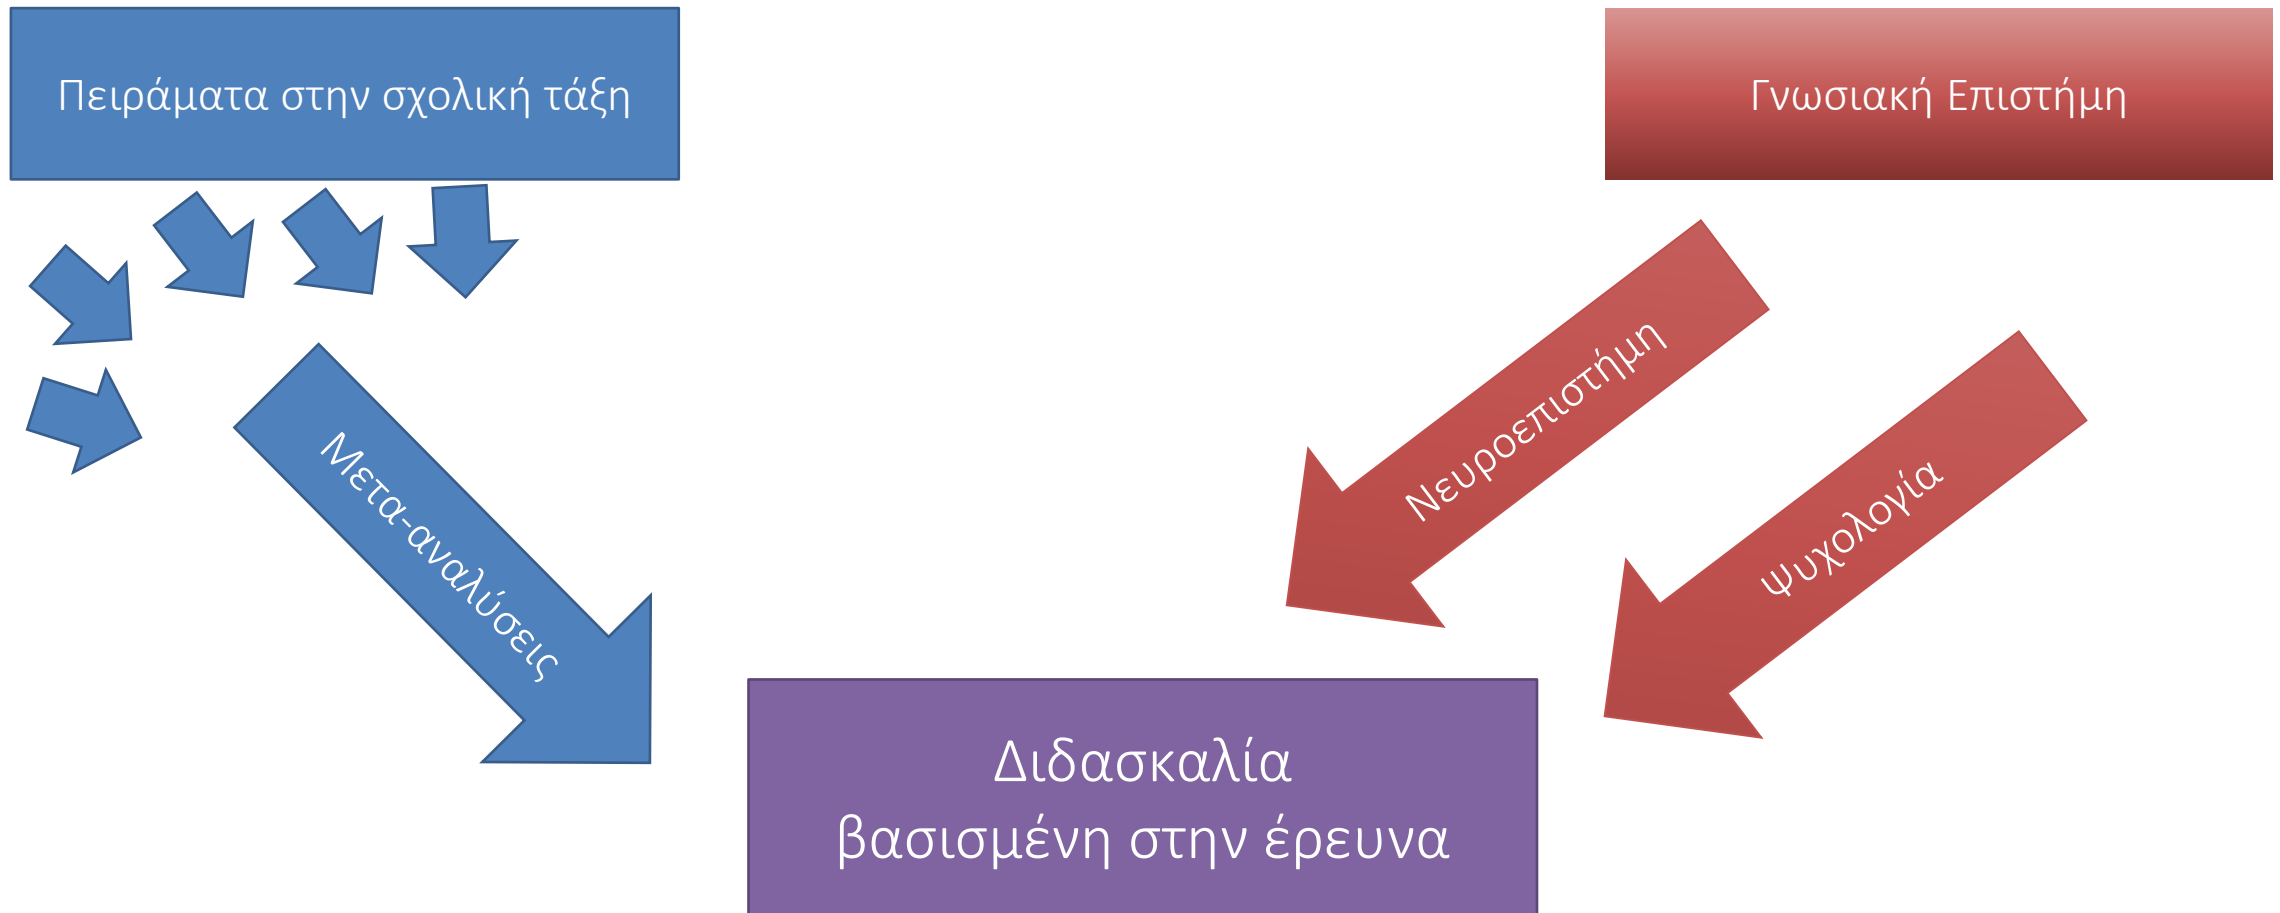 Πειράματα στην σχολική τάξη
Γνωσιακή Επιστήμη
Μετα-αναλύσεις
Νευροεπιστήμη
Ψυχολογία
Διδασκαλία
βασισμένη στην έρευνα